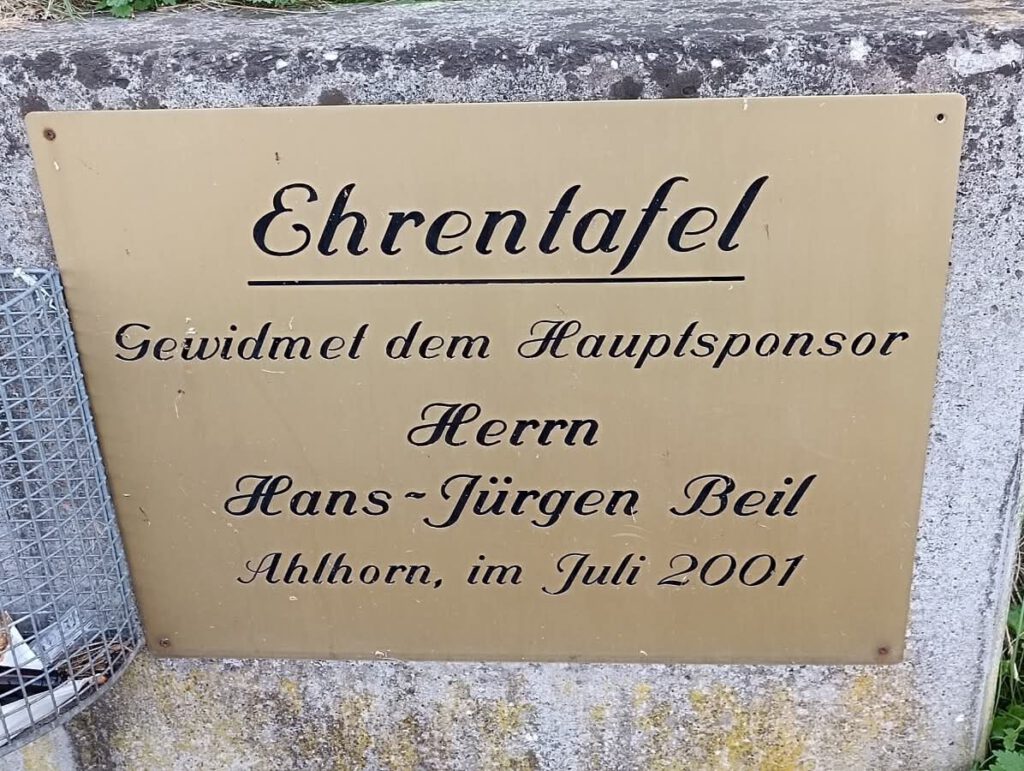 Ehrentafel
Gewidmet dem Hauptsponsor
Herrn
Hans-Jürgen Beil
Ahlhorn, im Juli 2001